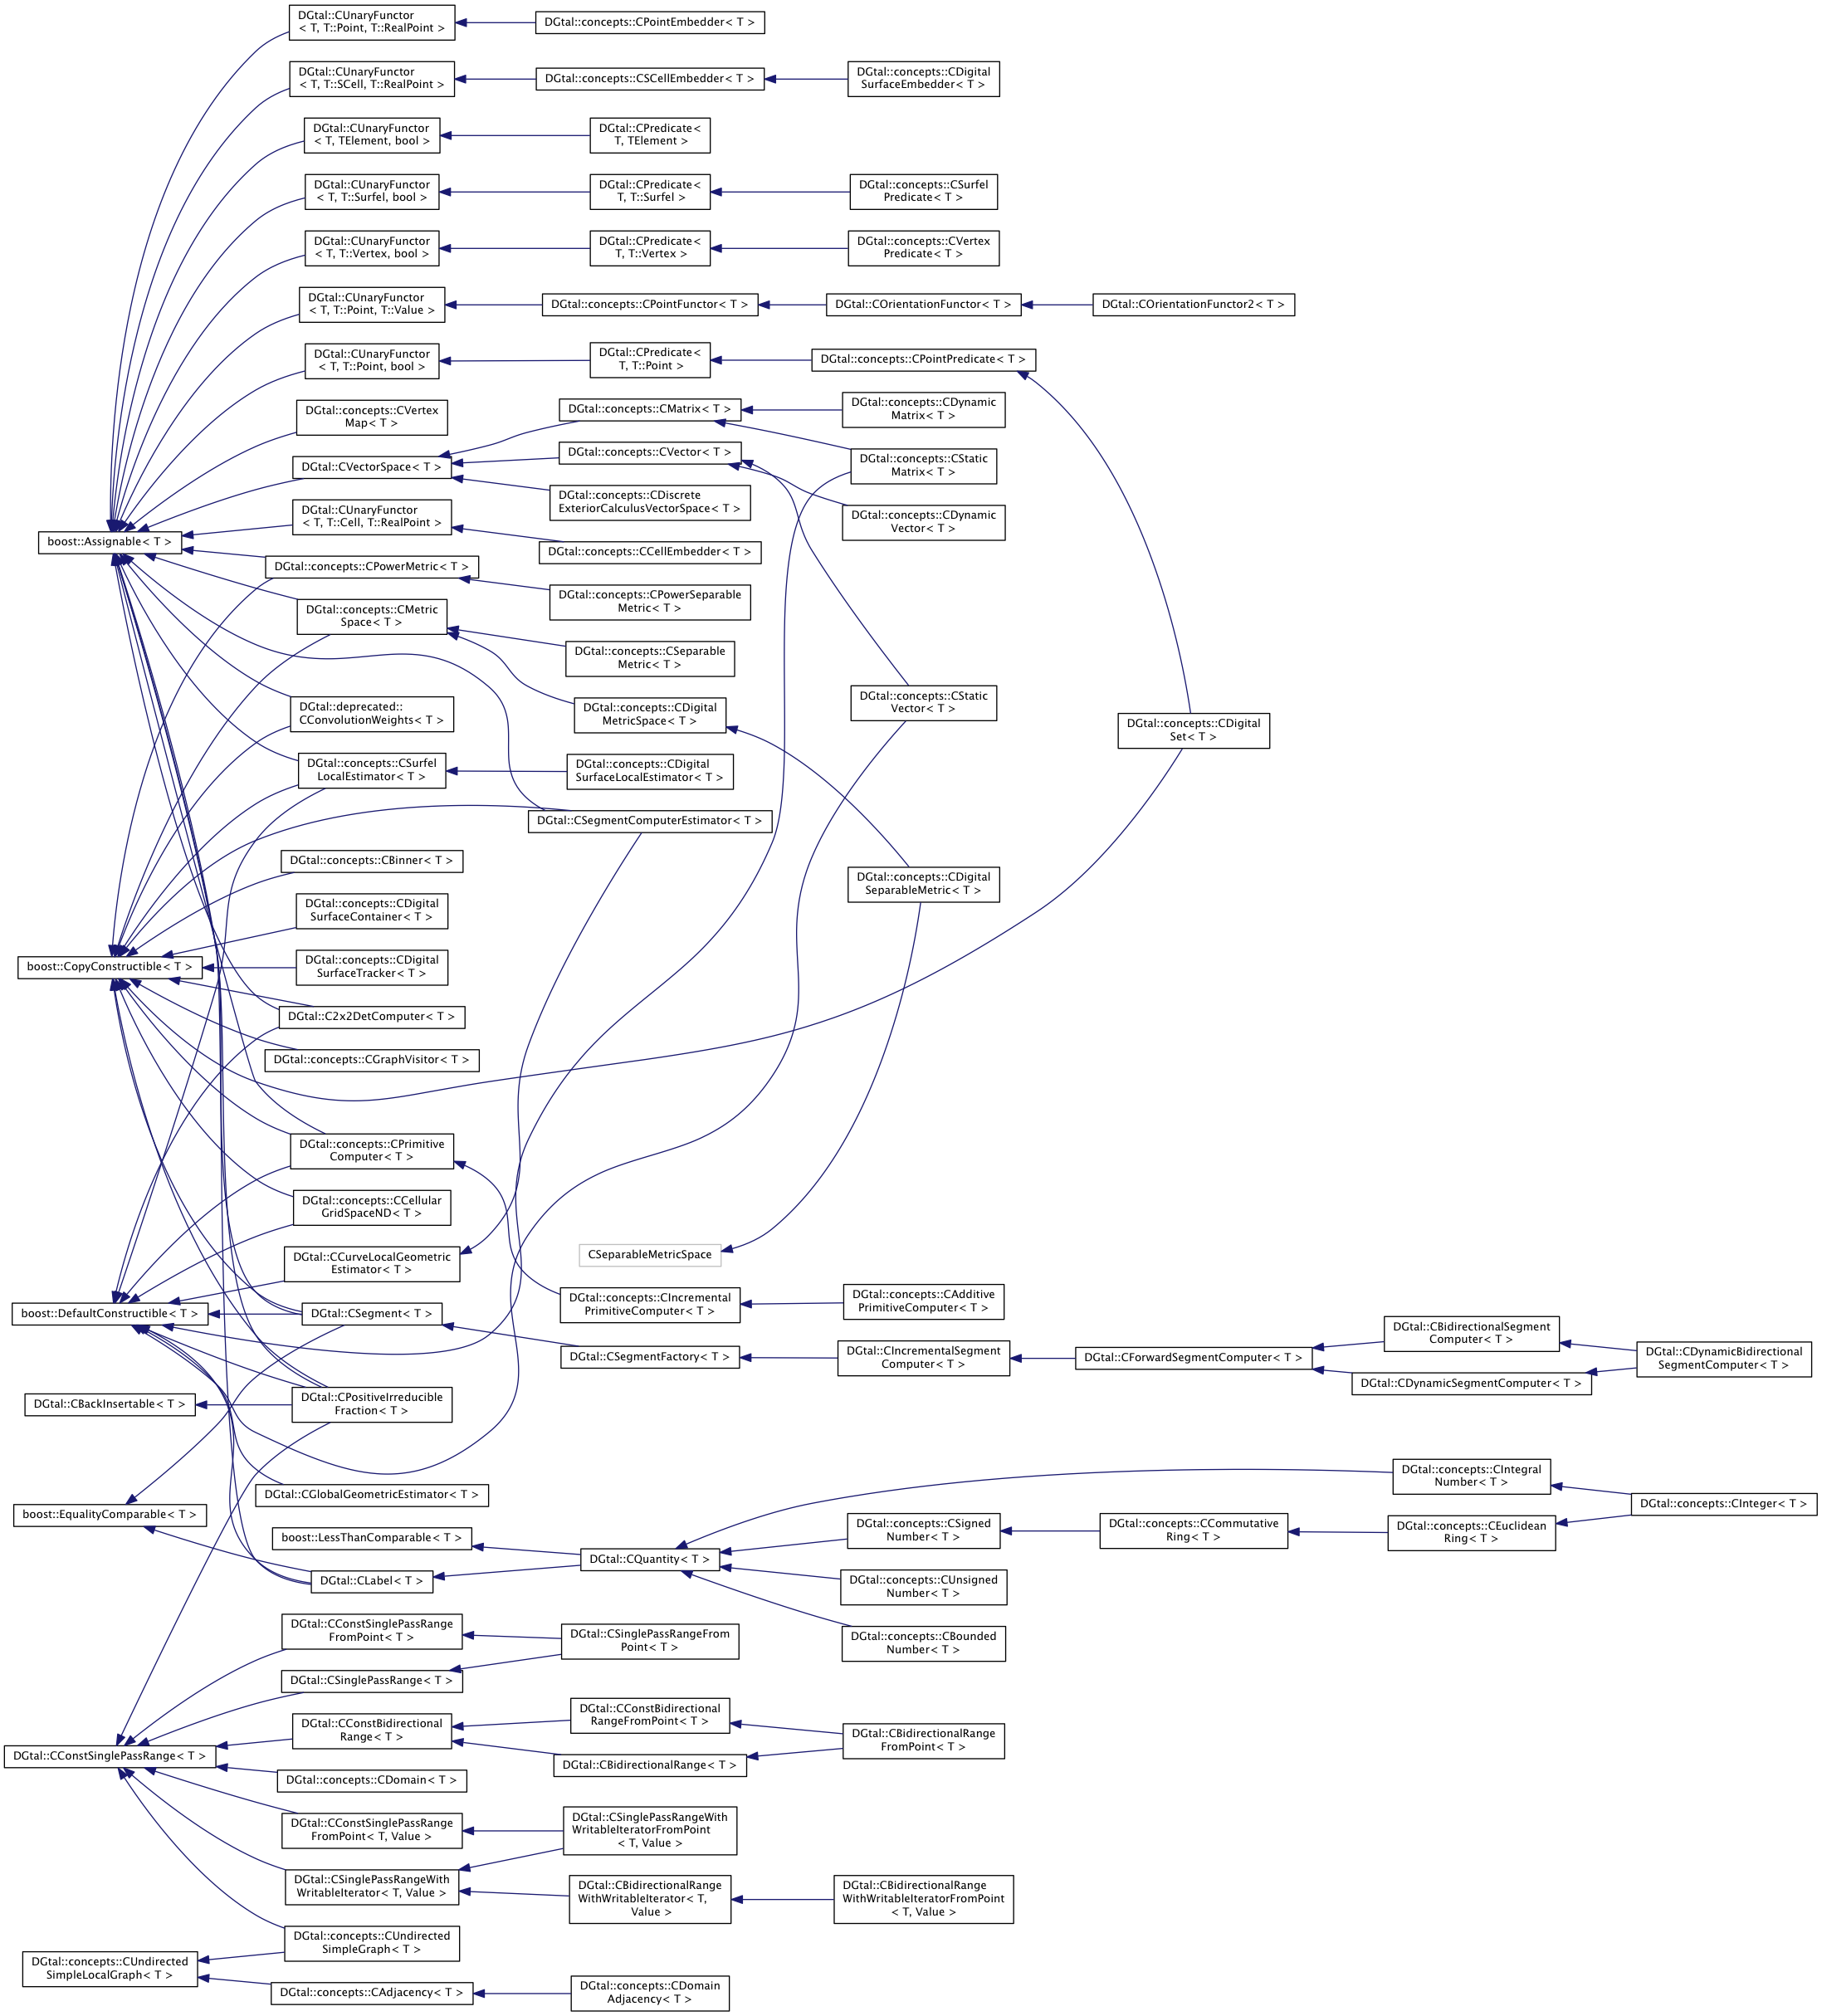 DGtal::CUnaryFunctor
< T, T::Point, T::RealPoint >
DGtal::concepts::CPointEmbedder< T >
DGtal::CUnaryFunctor
< T, T::SCell, T::RealPoint >
DGtal::concepts::CSCellEmbedder< T >
DGtal::concepts::CDigital
SurfaceEmbedder< T >
DGtal::CUnaryFunctor
< T, TElement, bool >
DGtal::CPredicate<
T, TElement >
DGtal::CUnaryFunctor
< T, T::Surfel, bool >
DGtal::CPredicate<
T, T::Surfel >
DGtal::concepts::CSurfel
Predicate< T >
DGtal::CUnaryFunctor
< T, T::Vertex, bool >
DGtal::CPredicate<
T, T::Vertex >
DGtal::concepts::CVertex
Predicate< T >
DGtal::CUnaryFunctor
< T, T::Point, T::Value >
DGtal::concepts::CPointFunctor< T >
DGtal::COrientationFunctor< T >
DGtal::COrientationFunctor2< T >
DGtal::CUnaryFunctor
< T, T::Point, bool >
DGtal::CPredicate<
T, T::Point >
DGtal::concepts::CPointPredicate< T >
DGtal::concepts::CVertex
Map< T >
DGtal::concepts::CMatrix< T >
DGtal::concepts::CDynamic
Matrix< T >
DGtal::CVectorSpace< T >
DGtal::concepts::CVector< T >
DGtal::concepts::CStatic
Matrix< T >
DGtal::concepts::CDiscrete
ExteriorCalculusVectorSpace< T >
DGtal::concepts::CDynamic
Vector< T >
boost::Assignable< T >
DGtal::CUnaryFunctor
< T, T::Cell, T::RealPoint >
DGtal::concepts::CCellEmbedder< T >
DGtal::concepts::CPowerMetric< T >
DGtal::concepts::CPowerSeparable
Metric< T >
DGtal::concepts::CMetric
Space< T >
DGtal::concepts::CSeparable
Metric< T >
DGtal::concepts::CDigital
MetricSpace< T >
DGtal::concepts::CStatic
Vector< T >
DGtal::concepts::CDigital
Set< T >
DGtal::deprecated::
CConvolutionWeights< T >
DGtal::concepts::CSurfel
LocalEstimator< T >
DGtal::concepts::CDigital
SurfaceLocalEstimator< T >
DGtal::CSegmentComputerEstimator< T >
DGtal::concepts::CBinner< T >
DGtal::concepts::CDigital
SeparableMetric< T >
DGtal::concepts::CDigital
SurfaceContainer< T >
boost::CopyConstructible< T >
DGtal::concepts::CDigital
SurfaceTracker< T >
DGtal::C2x2DetComputer< T >
DGtal::concepts::CGraphVisitor< T >
DGtal::concepts::CPrimitive
Computer< T >
DGtal::concepts::CCellular
GridSpaceND< T >
DGtal::CCurveLocalGeometric
Estimator< T >
CSeparableMetricSpace
boost::DefaultConstructible< T >
DGtal::CSegment< T >
DGtal::concepts::CIncremental
PrimitiveComputer< T >
DGtal::concepts::CAdditive
PrimitiveComputer< T >
DGtal::CSegmentFactory< T >
DGtal::CIncrementalSegment
Computer< T >
DGtal::CForwardSegmentComputer< T >
DGtal::CBidirectionalSegment
Computer< T >
DGtal::CDynamicSegmentComputer< T >
DGtal::CDynamicBidirectional
SegmentComputer< T >
DGtal::CBackInsertable< T >
DGtal::CPositiveIrreducible
Fraction< T >
DGtal::CGlobalGeometricEstimator< T >
boost::EqualityComparable< T >
boost::LessThanComparable< T >
DGtal::CLabel< T >
DGtal::CQuantity< T >
DGtal::concepts::CIntegral
Number< T >
DGtal::concepts::CInteger< T >
DGtal::concepts::CSigned
Number< T >
DGtal::concepts::CCommutative
Ring< T >
DGtal::concepts::CEuclidean
Ring< T >
DGtal::concepts::CUnsigned
Number< T >
DGtal::concepts::CBounded
Number< T >
DGtal::CConstSinglePassRange
FromPoint< T >
DGtal::CSinglePassRangeFrom
Point< T >
DGtal::CSinglePassRange< T >
DGtal::CConstSinglePassRange< T >
DGtal::CConstBidirectional
Range< T >
DGtal::CConstBidirectional
RangeFromPoint< T >
DGtal::CBidirectionalRange< T >
DGtal::CBidirectionalRange
FromPoint< T >
DGtal::concepts::CDomain< T >
DGtal::CConstSinglePassRange
FromPoint< T, Value >
DGtal::CSinglePassRangeWith
WritableIteratorFromPoint
< T, Value >
DGtal::CSinglePassRangeWith
WritableIterator< T, Value >
DGtal::CBidirectionalRange
WithWritableIterator< T,
Value >
DGtal::CBidirectionalRange
WithWritableIteratorFromPoint
< T, Value >
DGtal::concepts::CUndirected
SimpleGraph< T >
DGtal::concepts::CUndirected
SimpleLocalGraph< T >
DGtal::concepts::CAdjacency< T >
DGtal::concepts::CDomain
Adjacency< T >